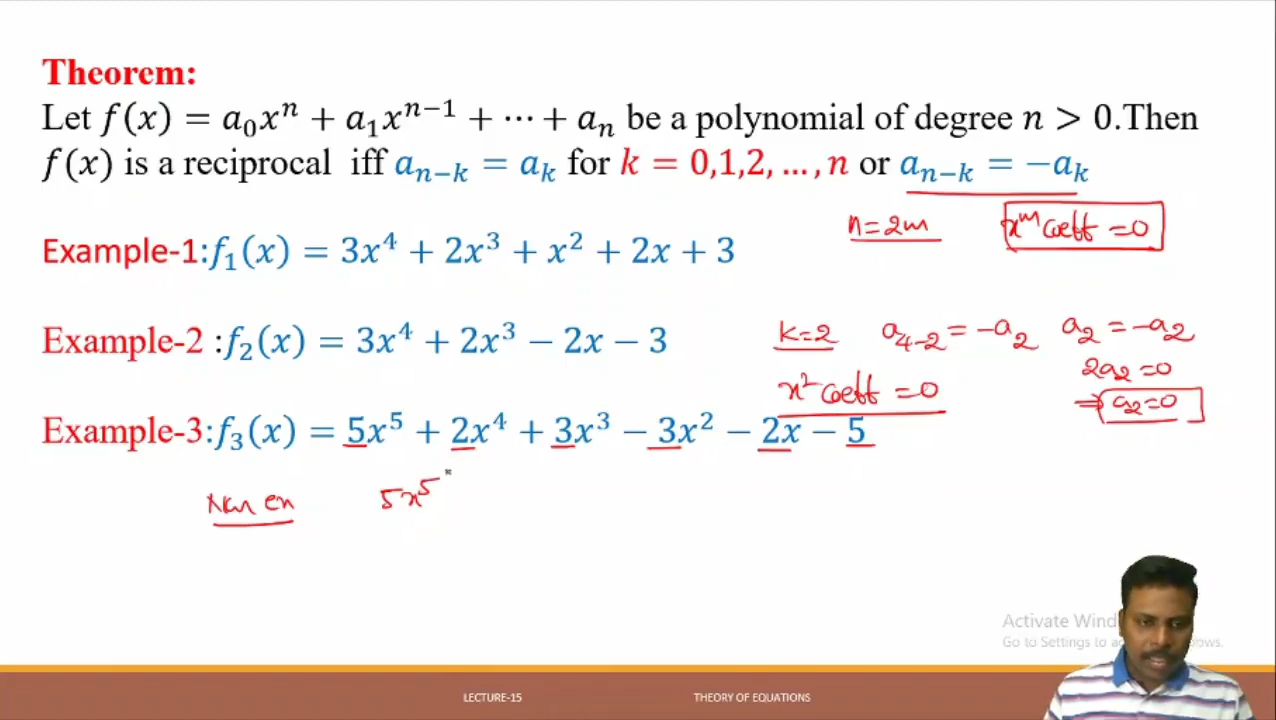 Theorem:
Let f(x) = a₀xⁿ + a₁xⁿ⁻¹ + ⋯ + aₙ be a polynomial of degree n > 0.Then
f(x) is a reciprocal iff aₙ₋ₖ = aₖ for k = 0,1,2, … , n or aₙ₋ₖ = −aₖ
n=2m xᵐ coeff = 0
Example-1:f₁(x) = 3x⁴ + 2x³ + x² + 2x + 3
Example-2 :f₂(x) = 3x⁴ + 2x³ − 2x − 3
k=2 a₄₋₂ = −a₂ a₂ = −a₂
2a₂ = 0
x² coeff = 0
⇒ a₂=0
Example-3:f₃(x) = 5x⁵ + 2x⁴ + 3x³ − 3x² − 2x − 5
5x⁵
Activate Wind
Go to Settings to a ows.
LECTURE-15 THEORY OF EQUATIONS